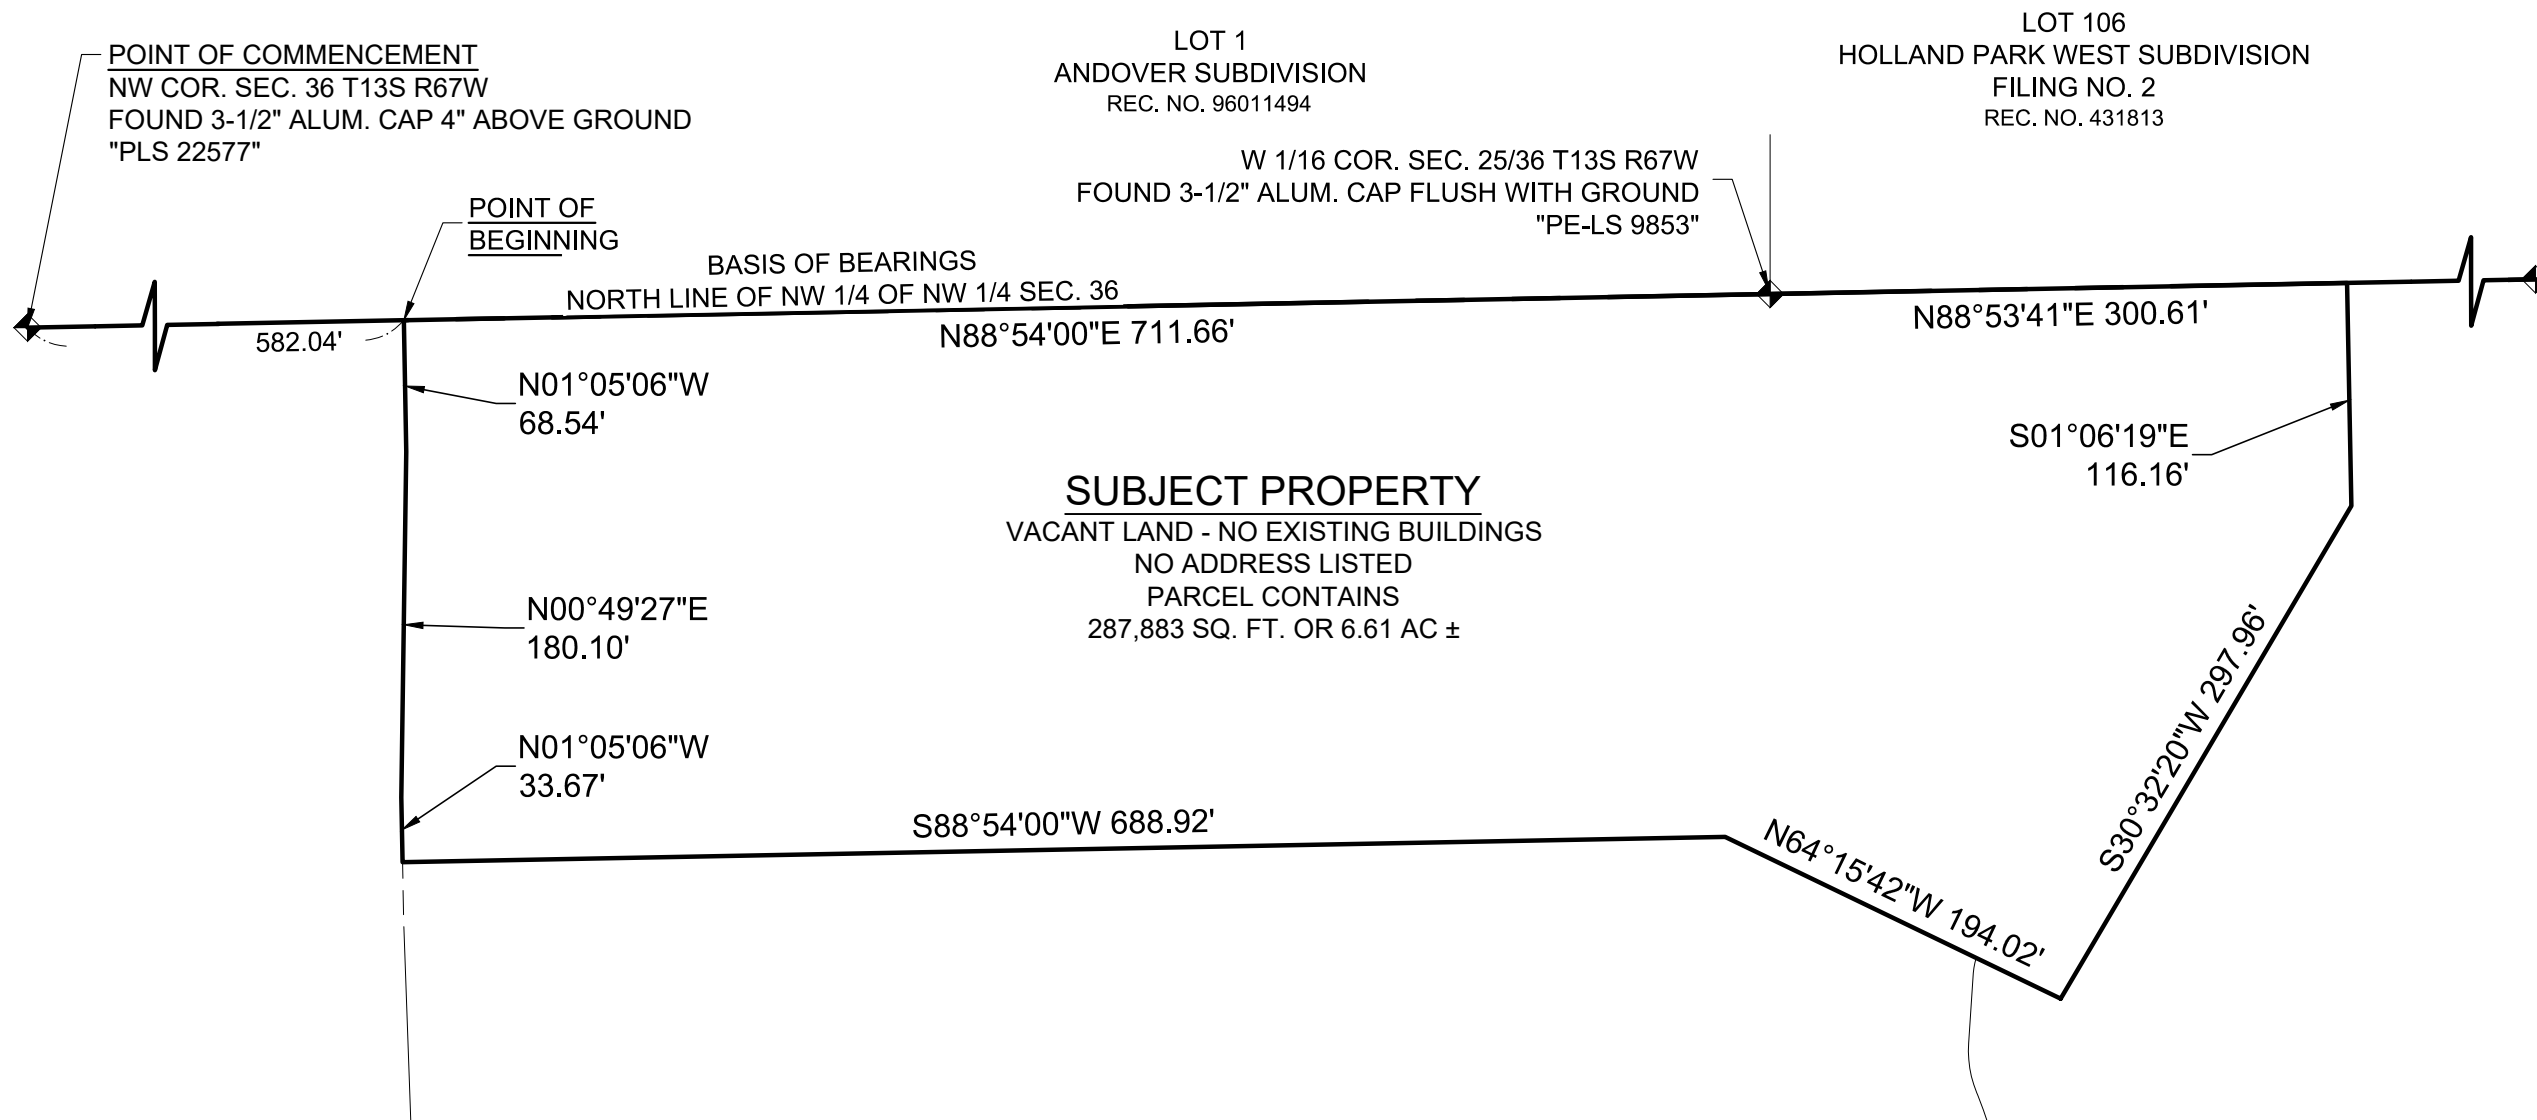 POINT OF COMMENCEMENT
NW COR. SEC. 36 T13S R67W
FOUND 3-1/2" ALUM. CAP 4" ABOVE GROUND
"PLS 22577"
LOT 1
ANDOVER SUBDIVISION
REC. NO. 96011494
LOT 106
HOLLAND PARK WEST SUBDIVISION
FILING NO. 2
REC. NO. 431813
W 1/16 COR. SEC. 25/36 T13S R67W
FOUND 3-1/2" ALUM. CAP FLUSH WITH GROUND
"PE-LS 9853"
POINT OF
BEGINNING
BASIS OF BEARINGS
NORTH LINE OF NW 1/4 OF NW 1/4 SEC. 36
582.04'
N88°54'00"E 711.66'
N88°53'41"E 300.61'
N01°05'06"W
68.54'
S01°06'19"E
116.16'
SUBJECT PROPERTY
VACANT LAND - NO EXISTING BUILDINGS
NO ADDRESS LISTED
PARCEL CONTAINS
287,883 SQ. FT. OR 6.61 AC ±
N00°49'27"E
180.10'
S30°32'20"W 297.96'
N01°05'06"W
33.67'
S88°54'00"W 688.92'
N64°15'42"W 194.02'